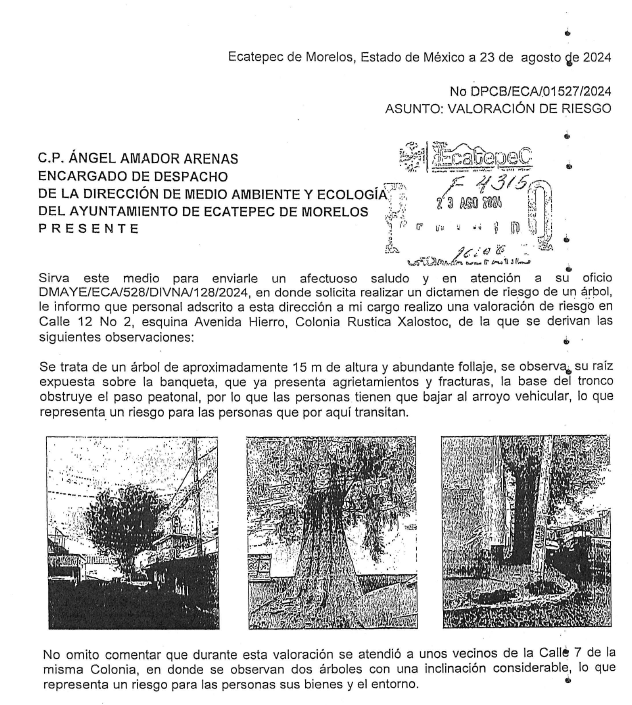 Ecatepec de Morelos, Estado de México a 23 de agosto de 2024
No DPCB/ECA/01527/2024
ASUNTO: VALORACIÓN DE RIESGO
C.P. ÁNGEL AMADOR ARENAS
ENCARGADO DE DESPACHO
DE LA DIRECCIÓN DE MEDIO AMBIENTE Y ECOLOGÍA
DEL AYUNTAMIENTO DE ECATEPEC DE MORELOS
P R E S E N T E
Ecatepec
F 4315
23 AGO 2024
Sirva este medio para enviarle un afectuoso saludo y en atención a su oficio
DMAYE/ECA/528/DIVNA/128/2024, en donde solicita realizar un dictamen de riesgo de un árbol,
le informo que personal adscrito a esta dirección a mi cargo realizo una valoración de riesgo en
Calle 12 No 2, esquina Avenida Hierro, Colonia Rustica Xalostoc, de la que se derivan las
siguientes observaciones:
Se trata de un árbol de aproximadamente 15 m de altura y abundante follaje, se observa su raíz
expuesta sobre la banqueta, que ya presenta agrietamientos y fracturas, la base del tronco
obstruye el paso peatonal, por lo que las personas tienen que bajar al arroyo vehicular, lo que
representa un riesgo para las personas que por aquí transitan.
No omito comentar que durante esta valoración se atendió a unos vecinos de la Calle 7 de la
misma Colonia, en donde se observan dos árboles con una inclinación considerable, lo que
representa un riesgo para las personas sus bienes y el entorno.